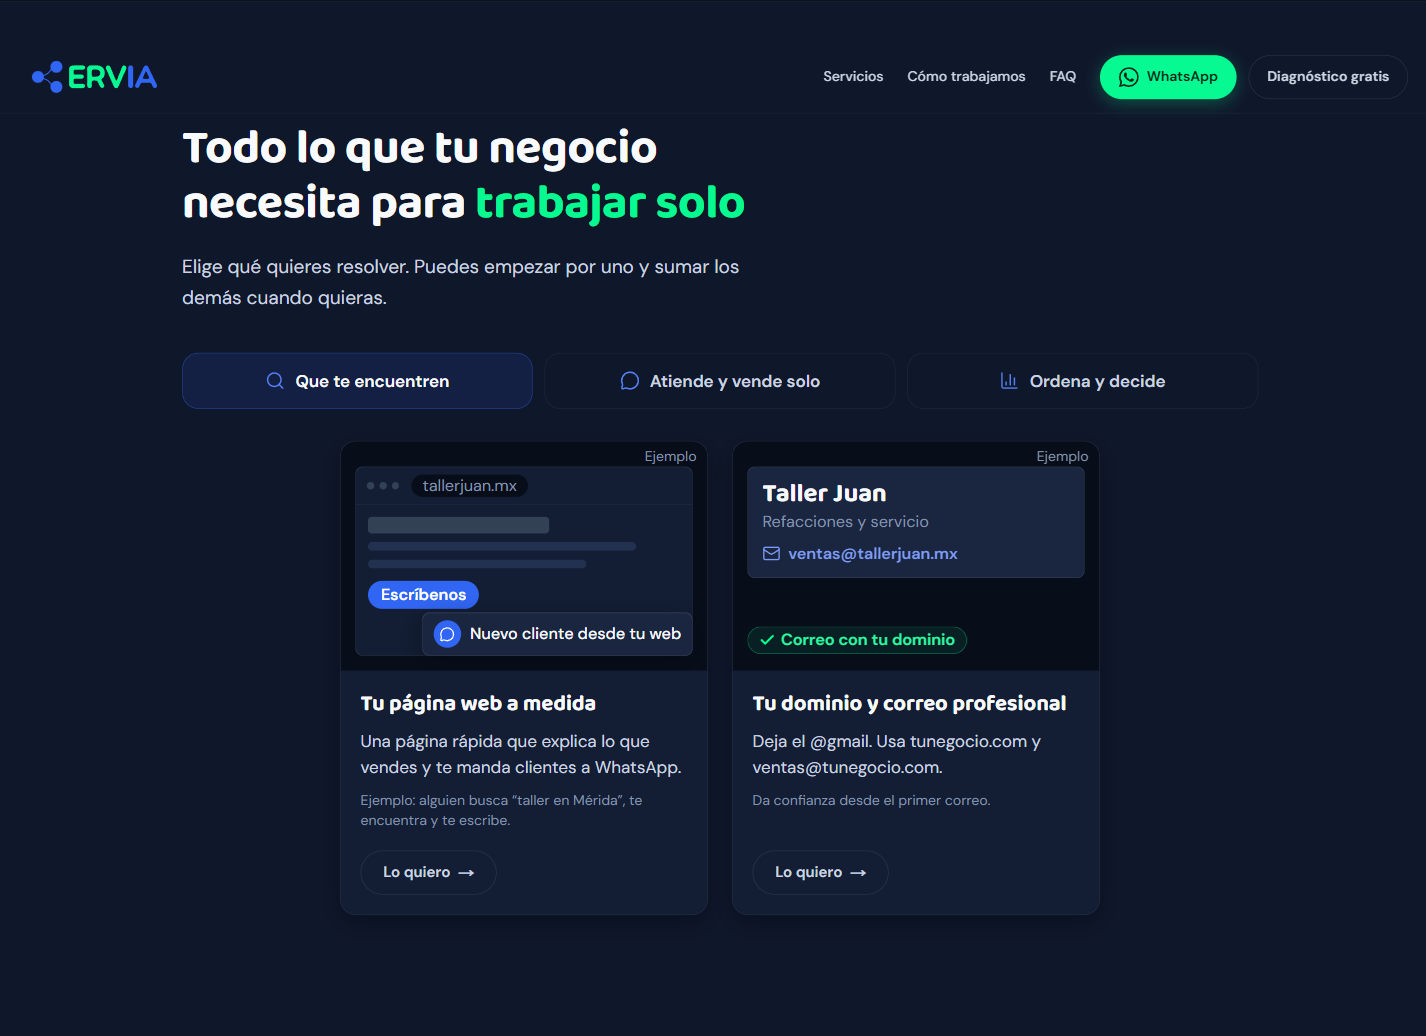 ERVIA
Servicios
Cómo trabajamos
FAQ
WhatsApp
Diagnóstico gratis
Todo lo que tu negocio
necesita para trabajar solo
Elige qué quieres resolver. Puedes empezar por uno y sumar los
demás cuando quieras.
Que te encuentren
Atiende y vende solo
Ordena y decide
Ejemplo
tallerjuan.mx
Escríbenos
Nuevo cliente desde tu web
Tu página web a medida
Una página rápida que explica lo que
vendes y te manda clientes a WhatsApp.
Ejemplo: alguien busca “taller en Mérida”, te
encuentra y te escribe.
Lo quiero →
Ejemplo
Taller Juan
Refacciones y servicio
ventas@tallerjuan.mx
Correo con tu dominio
Tu dominio y correo profesional
Deja el @gmail. Usa tunegocio.com y
ventas@tunegocio.com.
Da confianza desde el primer correo.
Lo quiero →